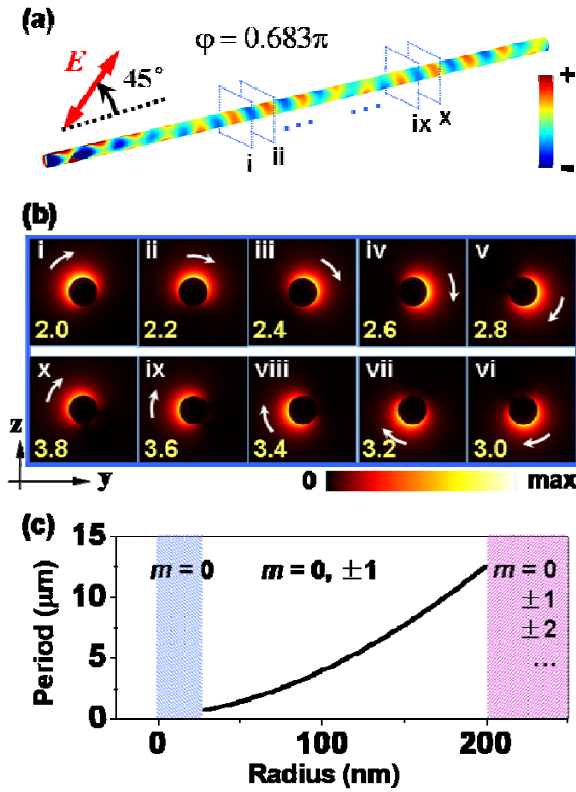 (a)
φ = 0.683π
E
45°
+
-
i
ii
ix
x
(b)
i
ii
iii
iv
v
2.0
2.2
2.4
2.6
2.8
x
ix
viii
vii
vi
3.8
3.6
3.4
3.2
3.0
z
y
0
max
(c)
15
10
5
0
Period (μm)
m = 0
m = 0, ±1
m = 0
±1
±2
...
0
100
200
Radius (nm)